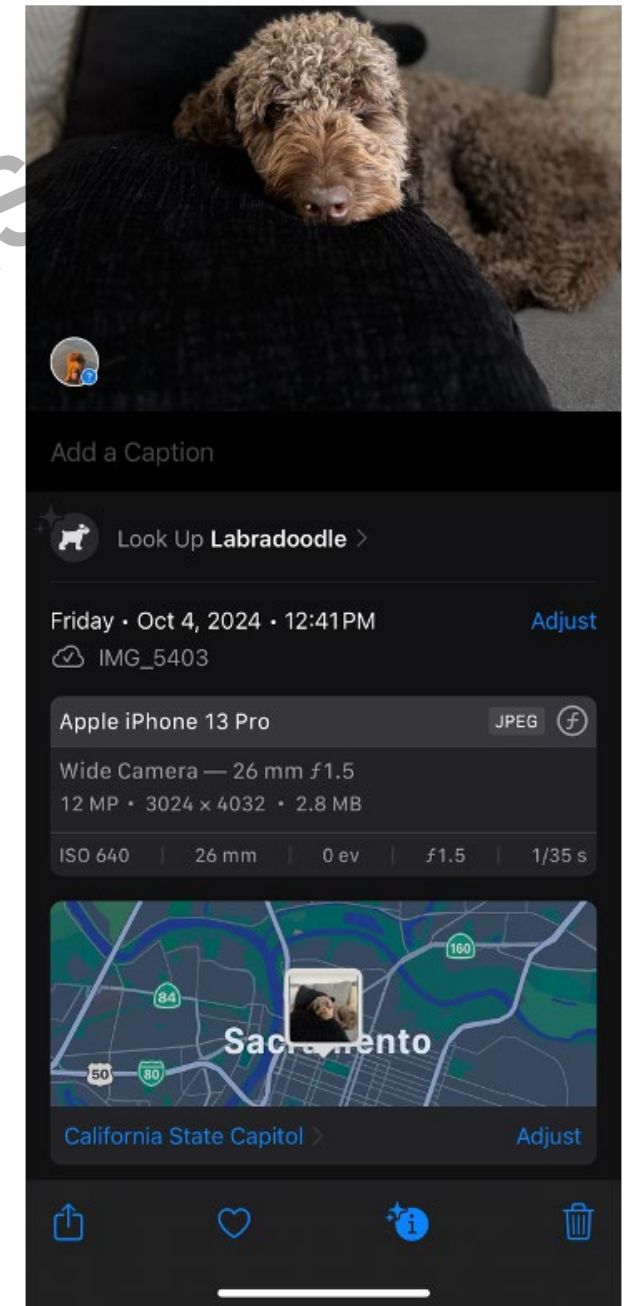 Add a Caption
Look Up Labradoodle >
Friday • Oct 4, 2024 • 12:41 PM Adjust
IMG_5403
Apple iPhone 13 Pro JPEG f
Wide Camera — 26 mm ƒ1.5
12 MP • 3024 × 4032 • 2.8 MB
ISO 640 | 26 mm | 0 ev | ƒ1.5 | 1/35 s
160
84
Sacramento
50 80
California State Capitol > Adjust